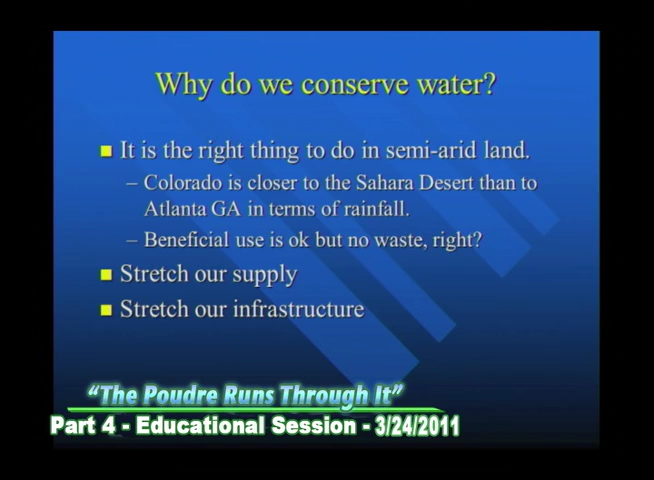 Why do we conserve water?
It is the right thing to do in semi-arid land.
– Colorado is closer to the Sahara Desert than to
Atlanta GA in terms of rainfall.
– Beneficial use is ok but no waste, right?
Stretch our supply
Stretch our infrastructure
“The Poudre Runs Through It”
Part 4 - Educational Session - 3/24/2011